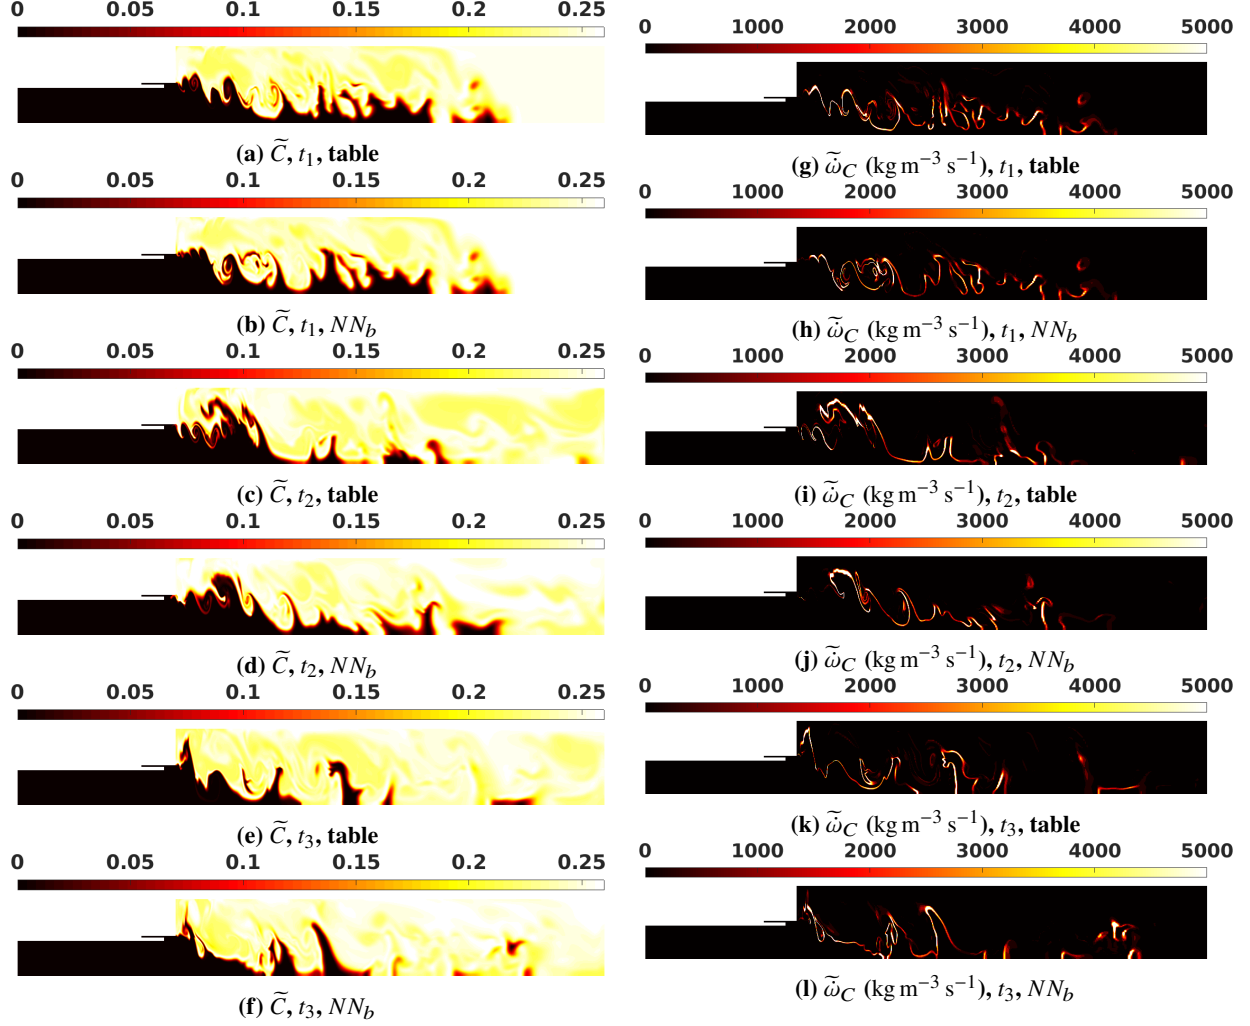 0 0.05 0.1 0.15 0.2 0.25
(a) C̃, t₁, table
0 0.05 0.1 0.15 0.2 0.25
(b) C̃, t₁, NN_b
0 0.05 0.1 0.15 0.2 0.25
(c) C̃, t₂, table
0 0.05 0.1 0.15 0.2 0.25
(d) C̃, t₂, NN_b
0 0.05 0.1 0.15 0.2 0.25
(e) C̃, t₃, table
0 0.05 0.1 0.15 0.2 0.25
(f) C̃, t₃, NN_b
0 1000 2000 3000 4000 5000
(g) ω̇̃_C (kg m⁻³ s⁻¹), t₁, table
0 1000 2000 3000 4000 5000
(h) ω̇̃_C (kg m⁻³ s⁻¹), t₁, NN_b
0 1000 2000 3000 4000 5000
(i) ω̇̃_C (kg m⁻³ s⁻¹), t₂, table
0 1000 2000 3000 4000 5000
(j) ω̇̃_C (kg m⁻³ s⁻¹), t₂, NN_b
0 1000 2000 3000 4000 5000
(k) ω̇̃_C (kg m⁻³ s⁻¹), t₃, table
0 1000 2000 3000 4000 5000
(l) ω̇̃_C (kg m⁻³ s⁻¹), t₃, NN_b